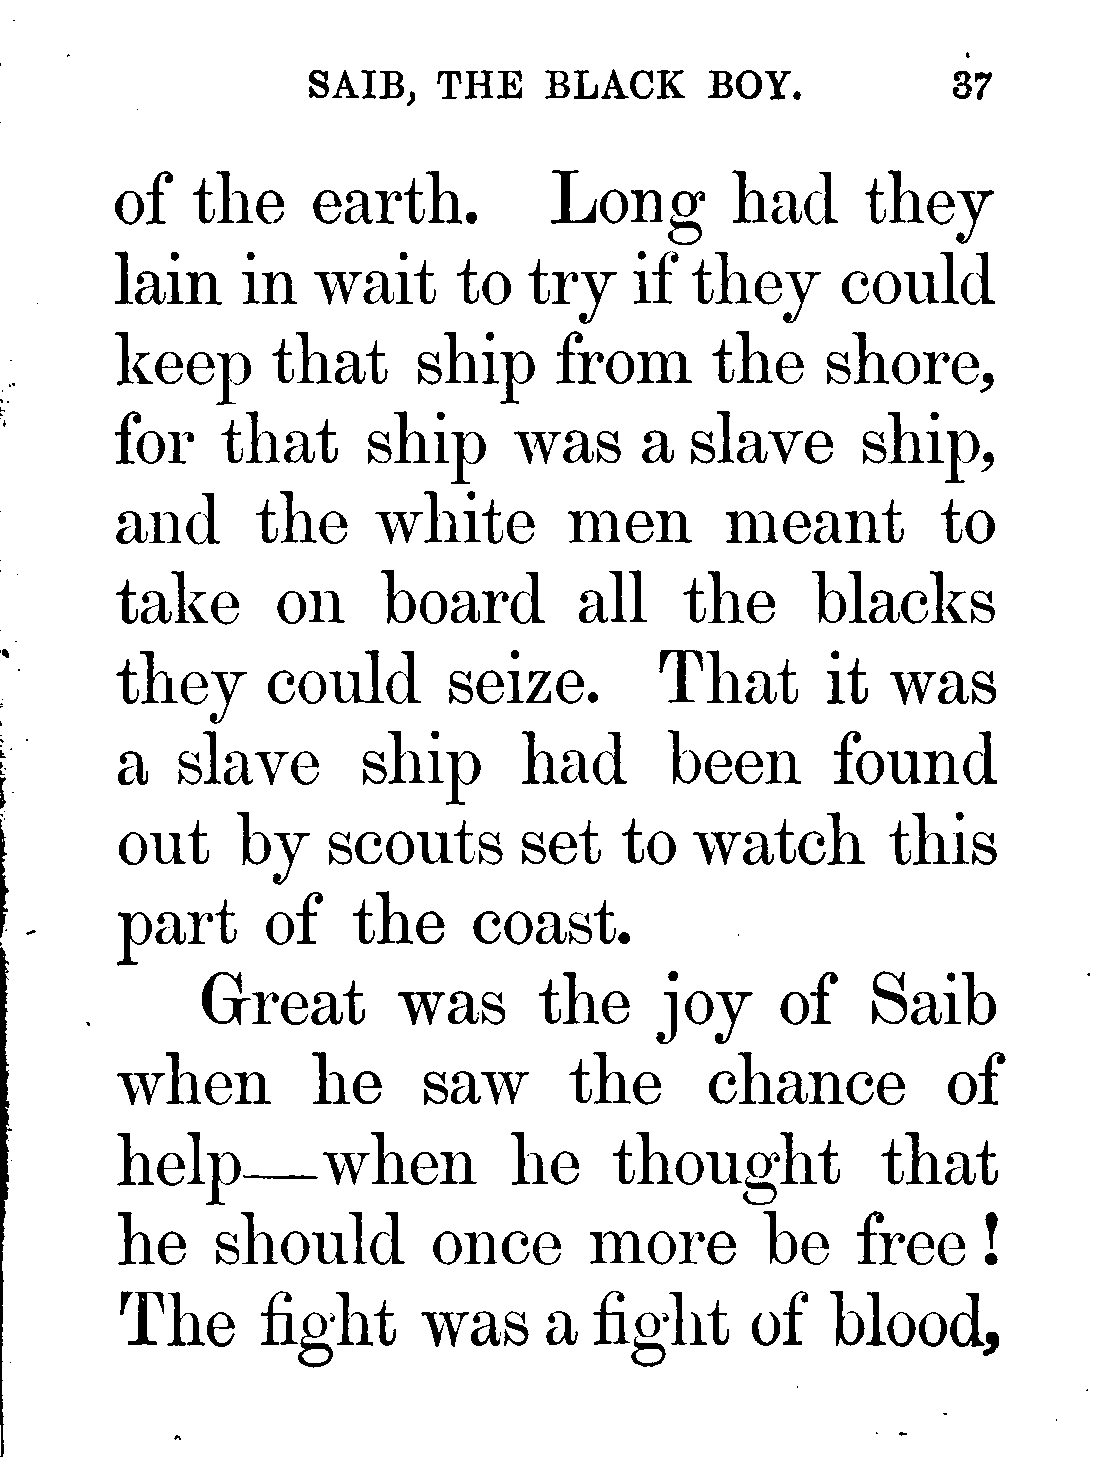 SAIB, THE BLACK BOY. 37
of the earth. Long had they
lain in wait to try if they could
keep that ship from the shore,
for that ship was a slave ship,
and the white men meant to
take on board all the blacks
they could seize. That it was
a slave ship had been found
out by scouts set to watch this
part of the coast.
Great was the joy of Saib
when he saw the chance of
help—when he thought that
he should once more be free!
The fight was a fight of blood,